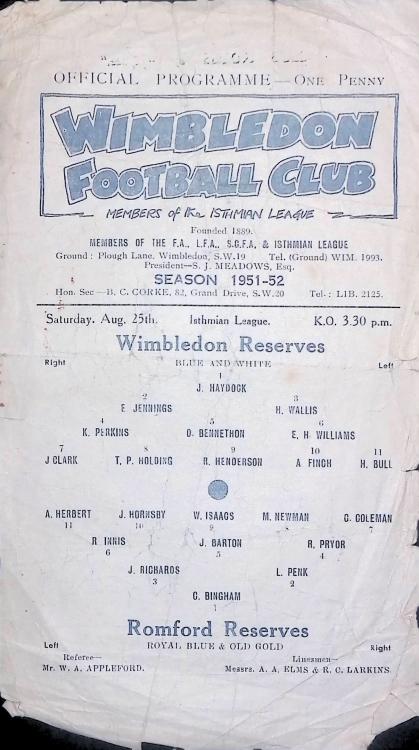 OFFICIAL PROGRAMME—ONE PENNY
WIMBLEDON
FOOTBALL CLUB
MEMBERS of the ISTHMIAN LEAGUE
Founded 1889.
MEMBERS OF THE F.A., L.F.A., S.C.F.A, & ISTHMIAN LEAGUE
Ground : Plough Lane, Wimbledon, S.W.19 Tel. (Ground) WIM. 1993.
President—S. J. MEADOWS, Esq.
SEASON 1951-52
Hon. Sec— B. C. CORKE, 82, Grand Drive, S.W.20 Tel- : LIB. 2125.
Saturday. Aug. 25th. Isthmian League. K.O. 3.30 p.m.
Wimbledon Reserves
Right BLUE AND WHITE Left
1
J. HAYDOCK
2 3
E JENNINGS H. WALLIS
4 5 6
K. PERKINS D. BENNETHON E. H. WILLIAMS
7 8 9 10 11
J CLARK T. P. HOLDING R. HENDERSON A FINCH H. BULL
A. HERBERT J. HORNSBY W. ISAACS M. NEWMAN C. COLEMAN
11 10 9 8 7
R INNIS J. BARTON R. PRYOR
6 5 4
J. RICHARDS L. PENK
3 2
C. BINGHAM
1
Romford Reserves
Left ROYAL BLUE & OLD GOLD Right
Referee— Linesmen—
Mr. W. A. APPLEFORD. Messrs. A. A. ELMS & R. C. LARKINS.